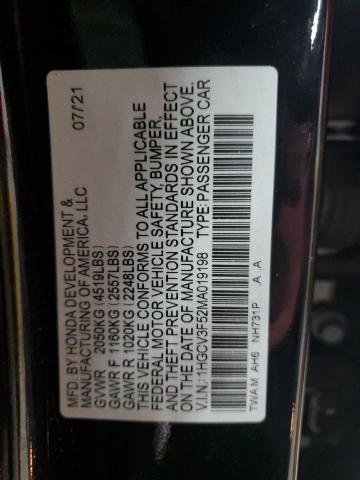 MFD. BY HONDA DEVELOPMENT & 07/21
MANUFACTURING OF AMERICA, LLC
GVWR 2050KG(4519LBS)
GAWR F 1160KG(2557LBS)
GAWR R 1020KG(2248LBS)
THIS VEHICLE CONFORMS TO ALL APPLICABLE
FEDERAL MOTOR VEHICLE SAFETY, BUMPER,
AND THEFT PREVENTION STANDARDS IN EFFECT
ON THE DATE OF MANUFACTURE SHOWN ABOVE.
V.I.N.: 1HGCV3F52MA019198 TYPE: PASSENGER CAR
TWA M AH6 NH731P A A